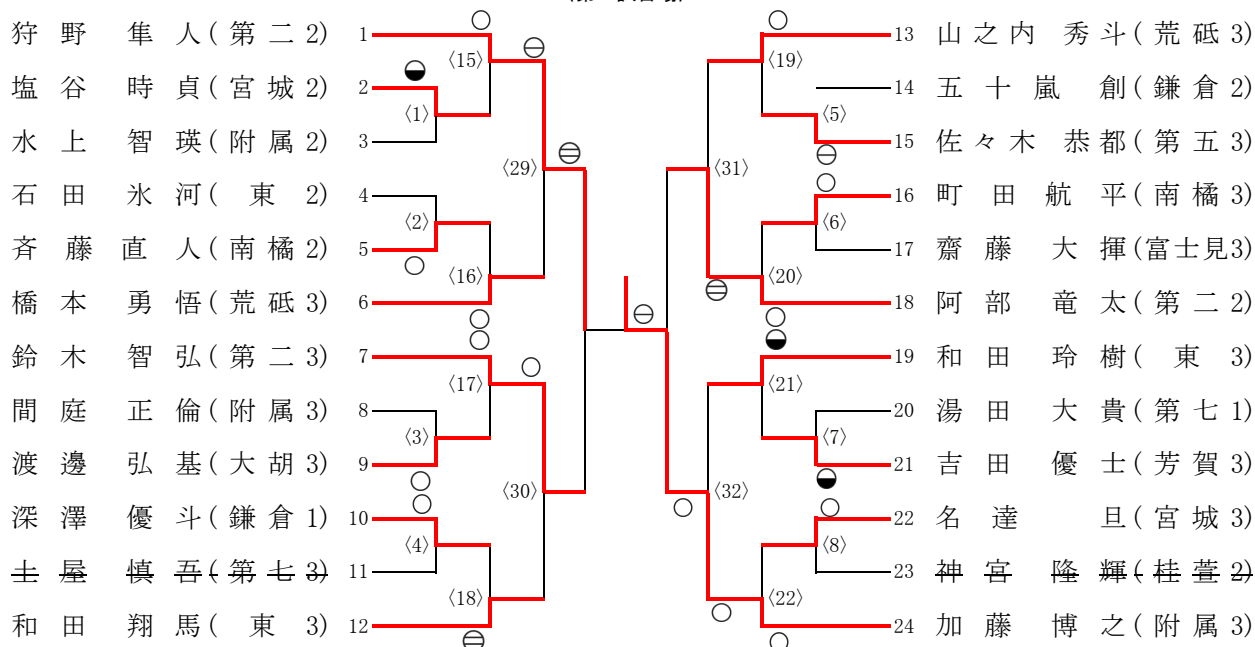 狩野 隼人(第二2) 1
塩谷 時貞(宮城2) 2
水上 智瑛(附属2) 3
石田 氷河(東 2) 4
斉藤 直人(南橘2) 5
橋本 勇悟(荒砥3) 6
鈴木 智弘(第二3) 7
間庭 正倫(附属3) 8
渡邊 弘基(大胡3) 9
深澤 優斗(鎌倉1) 10
土屋 慎吾(第七3) 11
和田 翔馬(東 3) 12
〈15〉
〈1〉
〈29〉
〈2〉
〈16〉
〈17〉
〈3〉
〈30〉
〈4〉
〈18〉
〈19〉
〈5〉
〈31〉
〈6〉
〈20〉
〈21〉
〈7〉
〈32〉
〈8〉
〈22〉
13 山之内 秀斗(荒砥3)
14 五十嵐 創(鎌倉2)
15 佐々木 恭都(第五3)
16 町田 航平(南橘3)
17 齋藤 大揮(富士見3)
18 阿部 竜太(第二2)
19 和田 玲樹(東 3)
20 湯田 大貴(第七1)
21 吉田 優士(芳賀3)
22 名達 旦(宮城3)
23 神宮 隆輝(桂萱2)
24 加藤 博之(附属3)